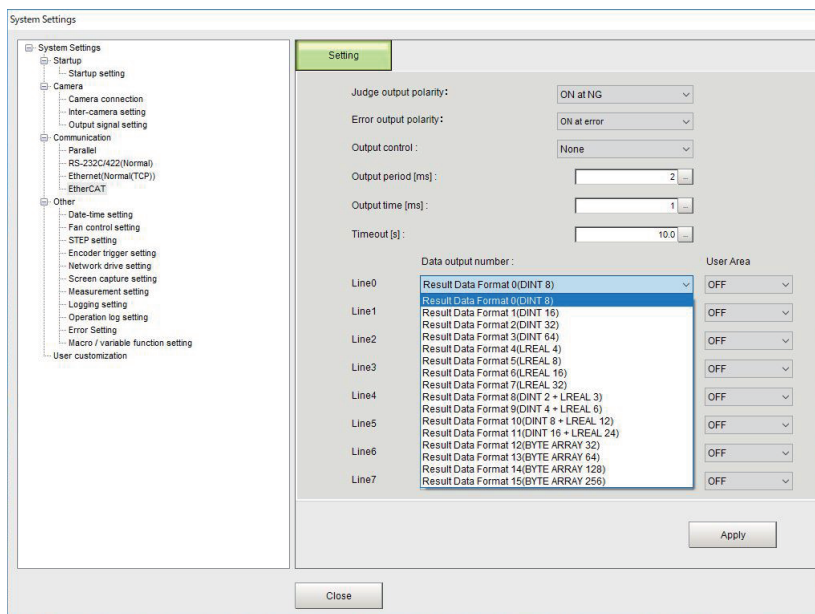 System Settings
System Settings
Startup
Startup setting
Camera
Camera connection
Inter-camera setting
Output signal setting
Communication
Parallel
RS-232C/422(Normal)
Ethernet(Normal(TCP))
EtherCAT
Other
Date-time setting
Fan control setting
STEP setting
Encoder trigger setting
Network drive setting
Screen capture setting
Measurement setting
Logging setting
Operation log setting
Error Setting
Macro / variable function setting
User customization
Setting
Judge output polarity: ON at NG
Error output polarity: ON at error
Output control : None
Output period [ms] : 2 ...
Output time [ms] : 1 ...
Timeout [s] : 10.0 ...
Data output number : User Area
Line0 Result Data Format 0(DINT 8) OFF
Result Data Format 0(DINT 8)
Line1 Result Data Format 1(DINT 16) OFF
Result Data Format 2(DINT 32)
Line2 Result Data Format 3(DINT 64) OFF
Result Data Format 4(LREAL 4)
Result Data Format 5(LREAL 8)
Line3 Result Data Format 6(LREAL 16) OFF
Result Data Format 7(LREAL 32)
Line4 Result Data Format 8(DINT 2 + LREAL 3) OFF
Result Data Format 9(DINT 4 + LREAL 6)
Line5 Result Data Format 10(DINT 8 + LREAL 12) OFF
Result Data Format 11(DINT 16 + LREAL 24)
Line6 Result Data Format 12(BYTE ARRAY 32) OFF
Result Data Format 13(BYTE ARRAY 64)
Result Data Format 14(BYTE ARRAY 128)
Line7 Result Data Format 15(BYTE ARRAY 256) OFF
Apply
Close